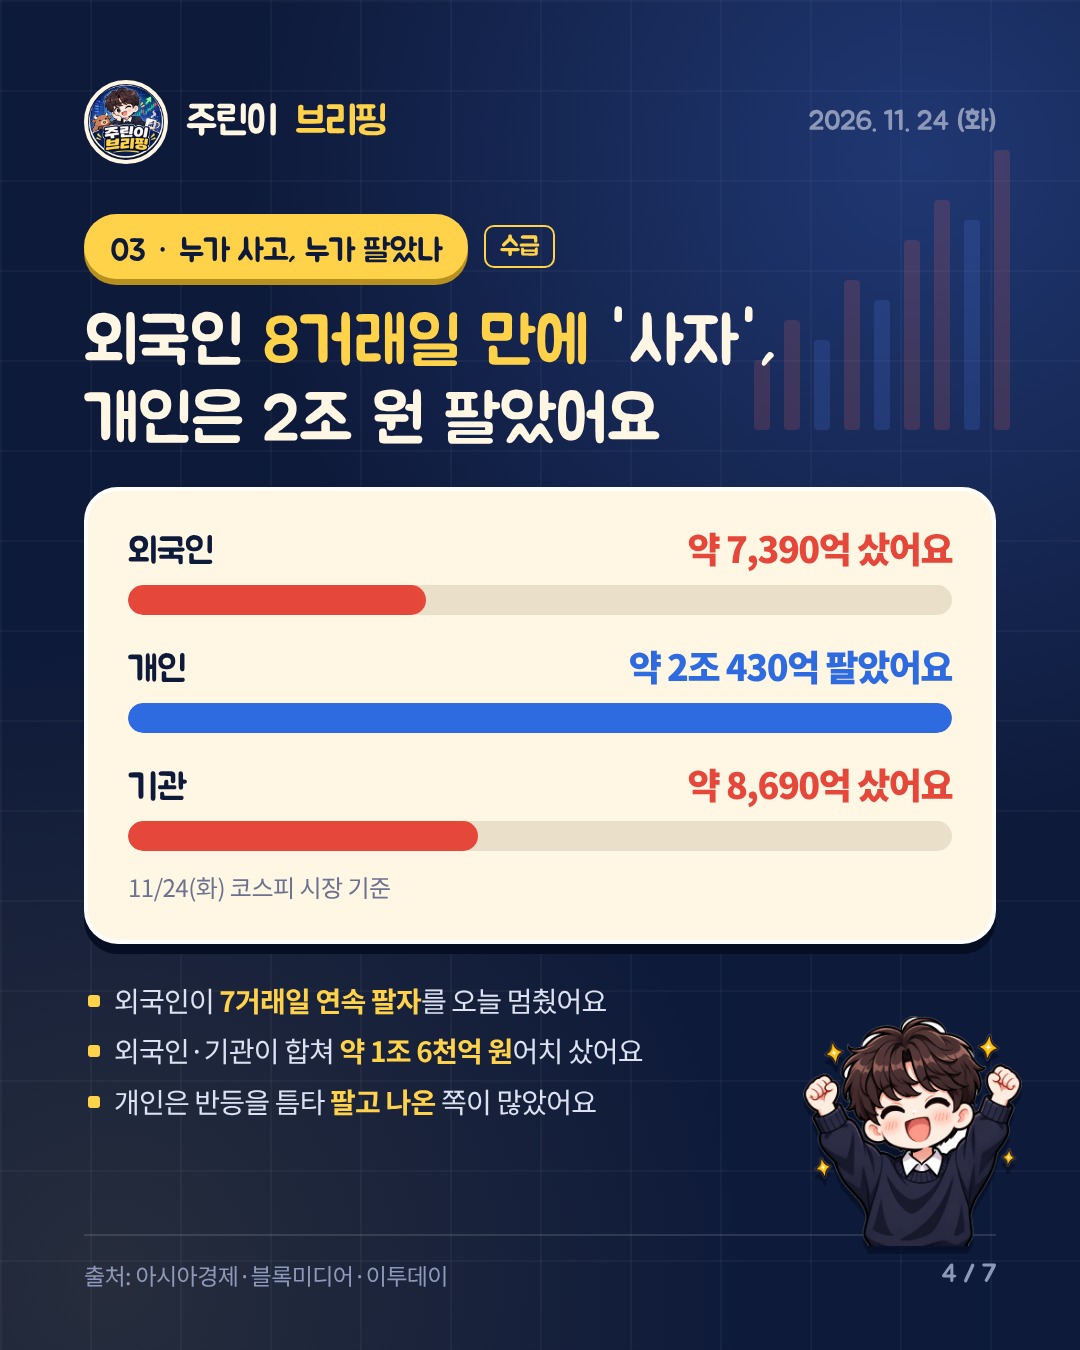 주린이 브리핑
주린이 브리핑
2026. 11. 24 (화)
03 · 누가 사고, 누가 팔았나
수급
외국인 8거래일 만에 '사자',
개인은 2조 원 팔았어요
외국인 약 7,390억 샀어요
개인 약 2조 430억 팔았어요
기관 약 8,690억 샀어요
11/24(화) 코스피 시장 기준
외국인이 7거래일 연속 팔자를 오늘 멈췄어요
외국인·기관이 합쳐 약 1조 6천억 원어치 샀어요
개인은 반등을 틈타 팔고 나온 쪽이 많았어요
출처: 아시아경제·블록미디어·이투데이
4 / 7